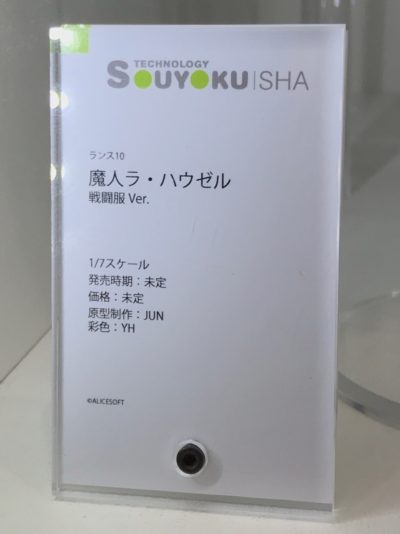 TECHNOLOGY
SOUYOKU|SHA
ランス10
魔人ラ・ハウゼル
戦闘服 Ver.
1/7スケール
発売時期：未定
価格：未定
原型制作：JUN
彩色：YH
©ALICESOFT